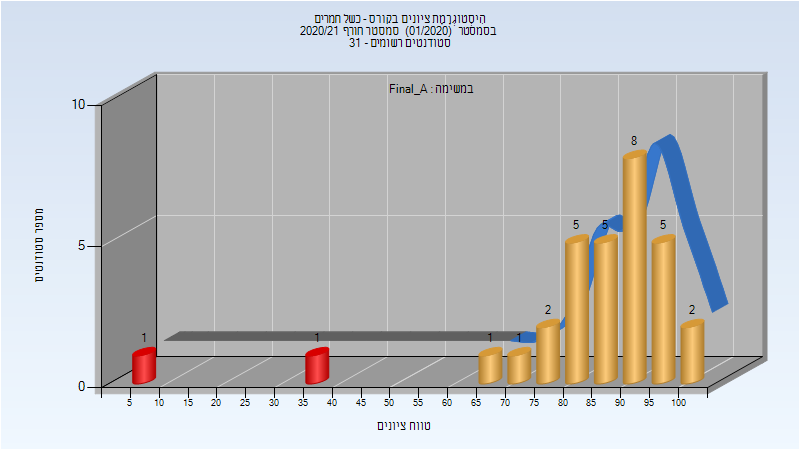 היסטוגרמת ציונים בקורס - כשל חמרים
בסמסטר (01/2020) סמסטר חורף 2020/21
סטודנטים רשומים - 31
במשימה : Final_A
מספר סטודנטים
10
5
0
1 1 1 1 2 5 5 8 5 2
5 10 15 20 25 30 35 40 45 50 55 60 65 70 75 80 85 90 95 100
טווח ציונים